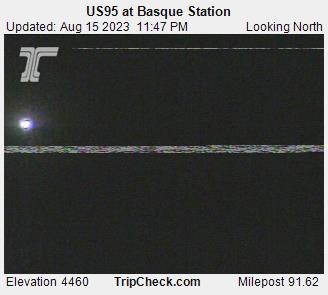 US95 at Basque Station
Updated: Aug 15 2023 11:47 PM Looking North
Elevation 4460 TripCheck.com Milepost 91.62